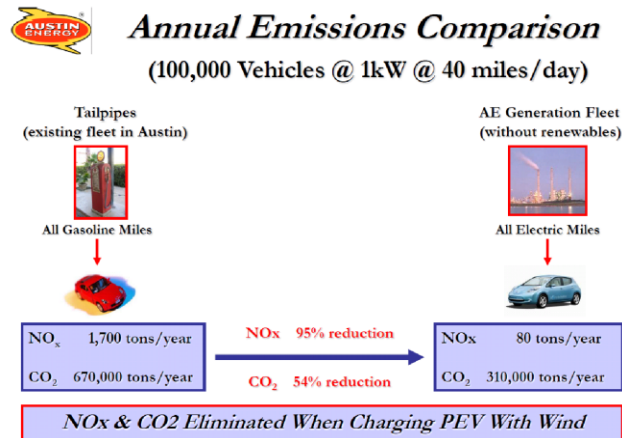 AUSTIN
ENERGY
Annual Emissions Comparison
(100,000 Vehicles @ 1kW @ 40 miles/day)
Tailpipes
(existing fleet in Austin)
All Gasoline Miles
NOx 1,700 tons/year
CO2 670,000 tons/year
NOx 95% reduction
CO2 54% reduction
AE Generation Fleet
(without renewables)
All Electric Miles
NOx 80 tons/year
CO2 310,000 tons/year
NOx & CO2 Eliminated When Charging PEV With Wind